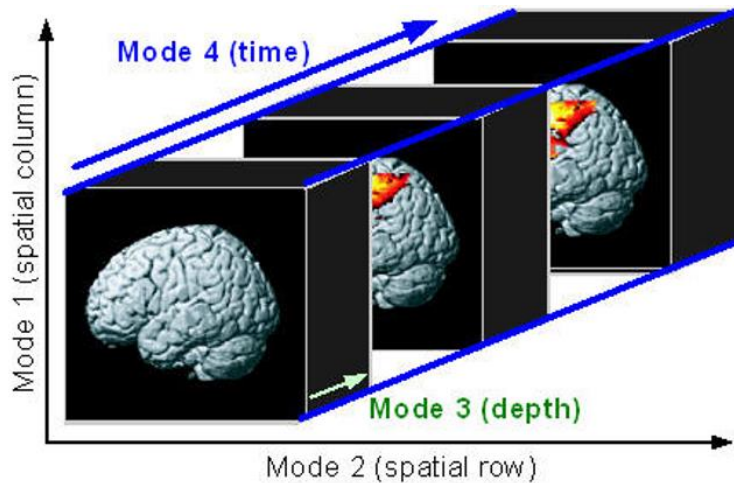 Mode 4 (time)
Mode 1 (spatial column)
Mode 3 (depth)
Mode 2 (spatial row)